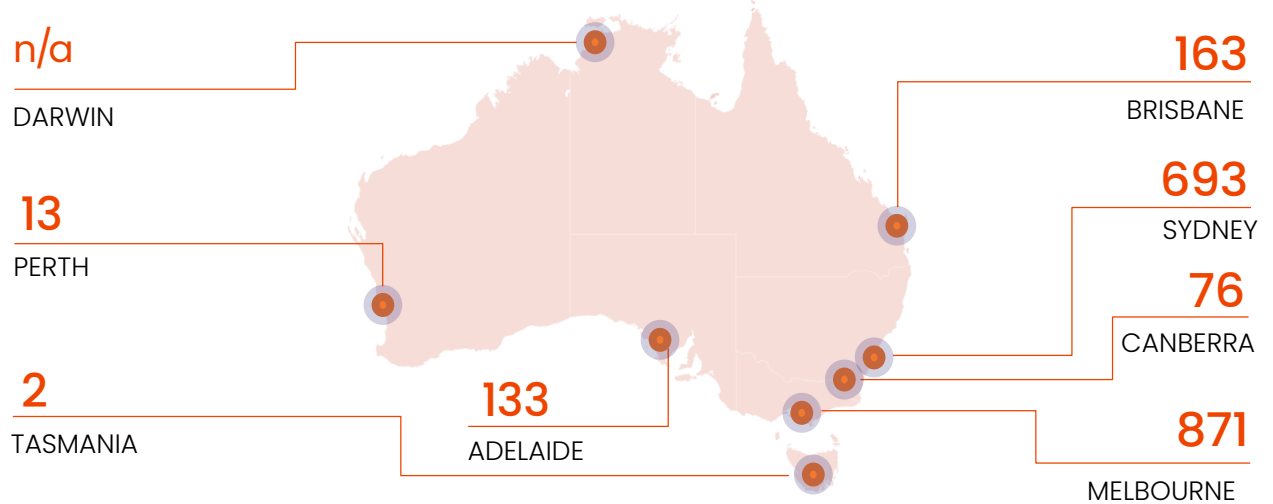 n/a
DARWIN
163
BRISBANE
13
PERTH
693
SYDNEY
76
CANBERRA
2
TASMANIA
133
ADELAIDE
871
MELBOURNE